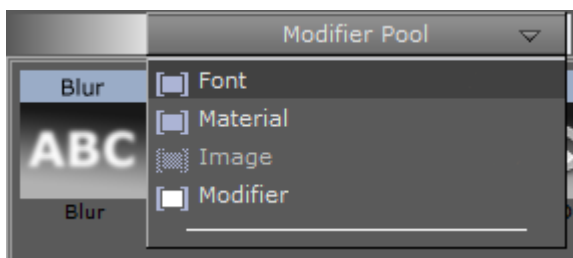 Modifier Pool
Blur
Font
Material
ABC
Image
Modifier
Blur